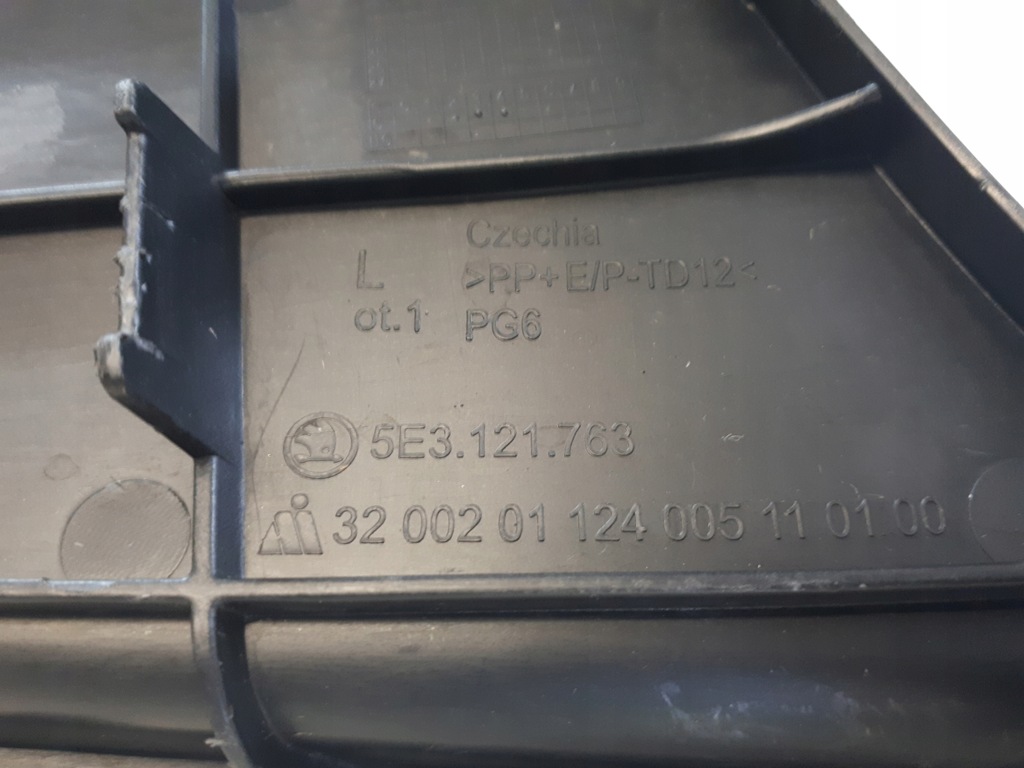 Czechia
L >PP+E/P-TD12<
ot.1 PG6
5E3.121.763
32 002 01 124 005 11 01 00